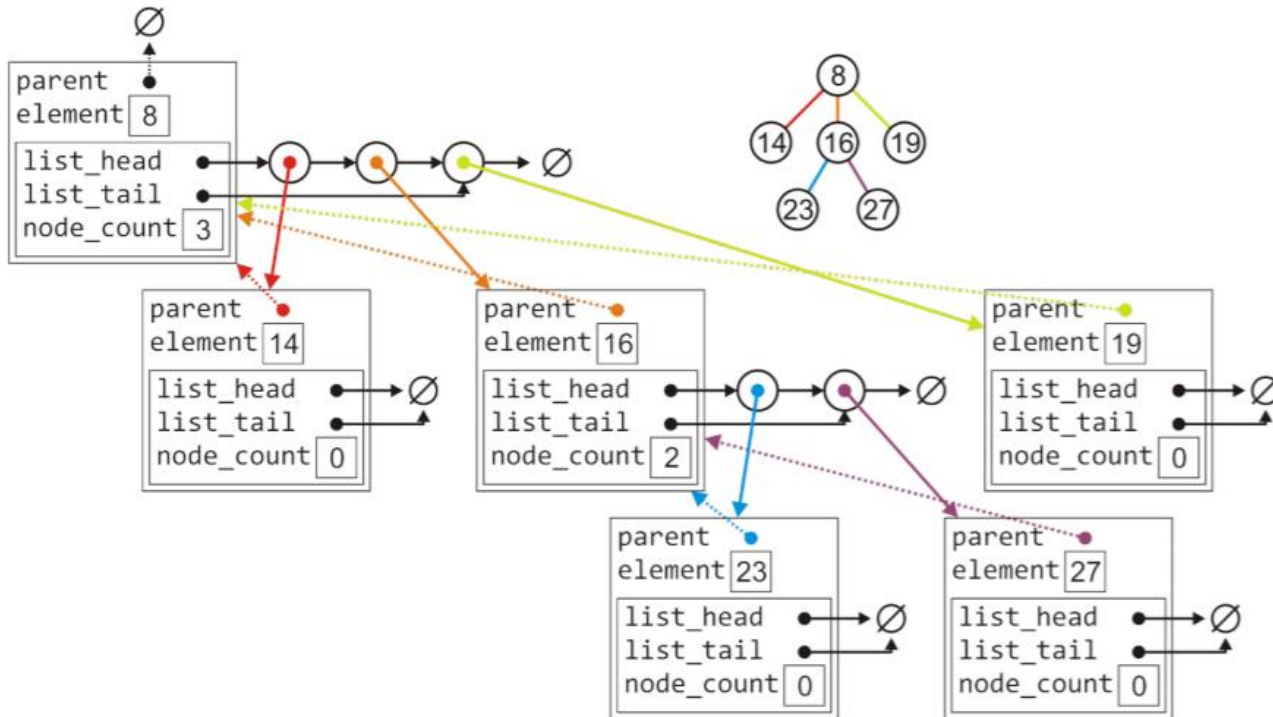 ∅
parent
element 8
list_head
∅
list_tail
node_count 3
8
14 16 19
23 27
parent
element 14
list_head
∅
list_tail
node_count 0
parent
element 16
list_head
∅
list_tail
node_count 2
parent
element 19
list_head
∅
list_tail
node_count 0
parent
element 23
list_head
∅
list_tail
node_count 0
parent
element 27
list_head
∅
list_tail
node_count 0